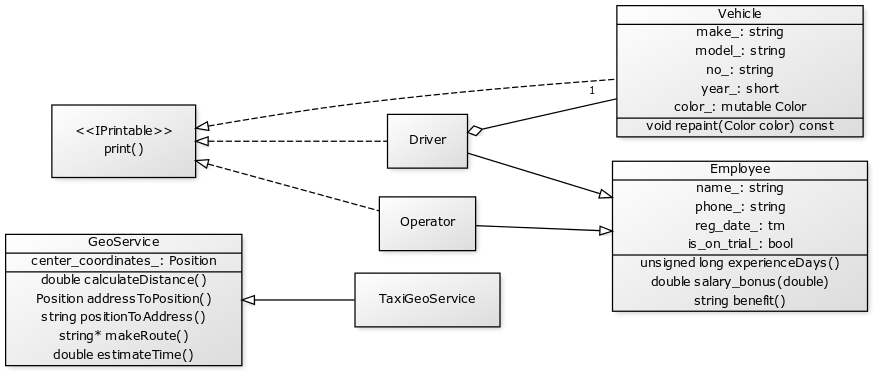 Vehicle
make_: string
model_: string
no_: string
year_: short
color_: mutable Color
void repaint(Color color) const
1
<<IPrintable>>
print()
Driver
Operator
Employee
name_: string
phone_: string
reg_date_: tm
is_on_trial_: bool
unsigned long experienceDays()
double salary_bonus(double)
string benefit()
GeoService
center_coordinates_: Position
double calculateDistance()
Position addressToPosition()
string positionToAddress()
string* makeRoute()
double estimateTime()
TaxiGeoService